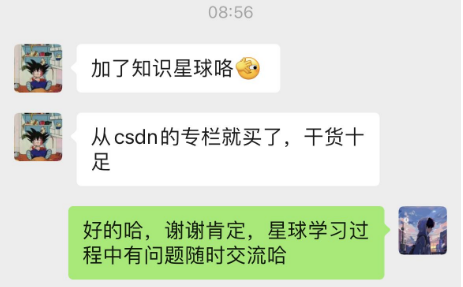 08:56
加了知识星球咯
从csdn的专栏就买了，干货十
足
好的哈，谢谢肯定，星球学习过
程中有问题随时交流哈